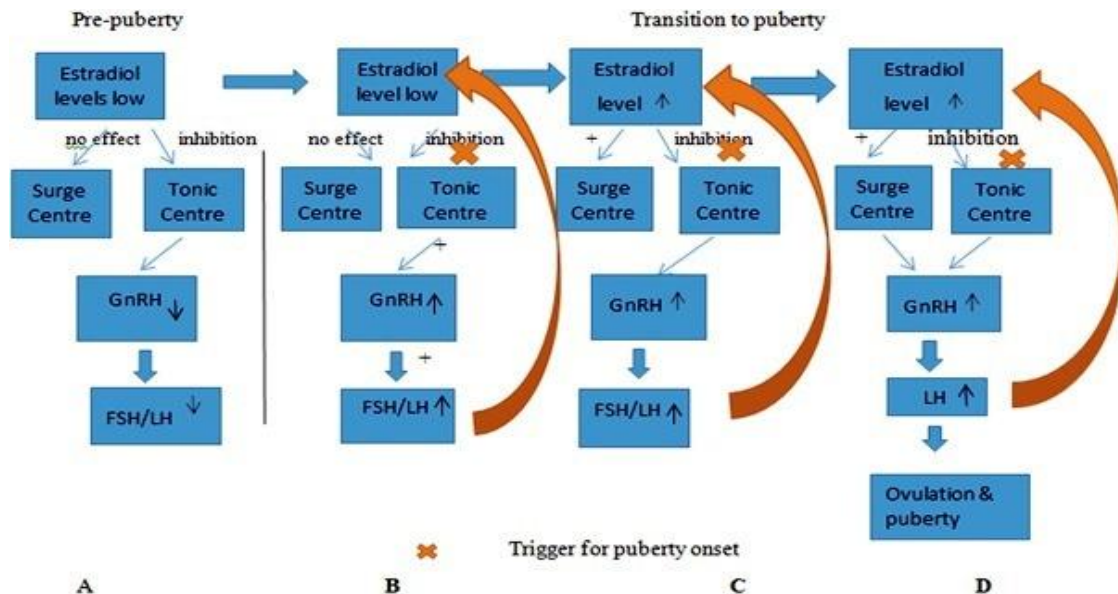 Pre-puberty
Transition to puberty
Estradiol
levels low
no effect
inhibition
Surge
Centre
Tonic
Centre
GnRH ↓
FSH/LH ↓
A
Estradiol
level low
no effect
inhibition
Surge
Centre
Tonic
Centre
+
GnRH ↑
+
FSH/LH ↑
B
Estradiol
level ↑
+
inhibition
Surge
Centre
Tonic
Centre
GnRH ↑
FSH/LH ↑
C
Estradiol
level ↑
+
inhibition
Surge
Centre
Tonic
Centre
GnRH ↑
LH ↑
Ovulation &
puberty
D
Trigger for puberty onset